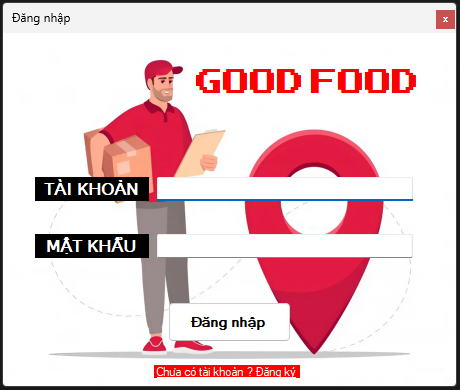 Đăng nhập
x
GOOD FOOD
TÀI KHOẢN
MẬT KHẨU
Đăng nhập
Chưa có tài khoản ? Đăng ký